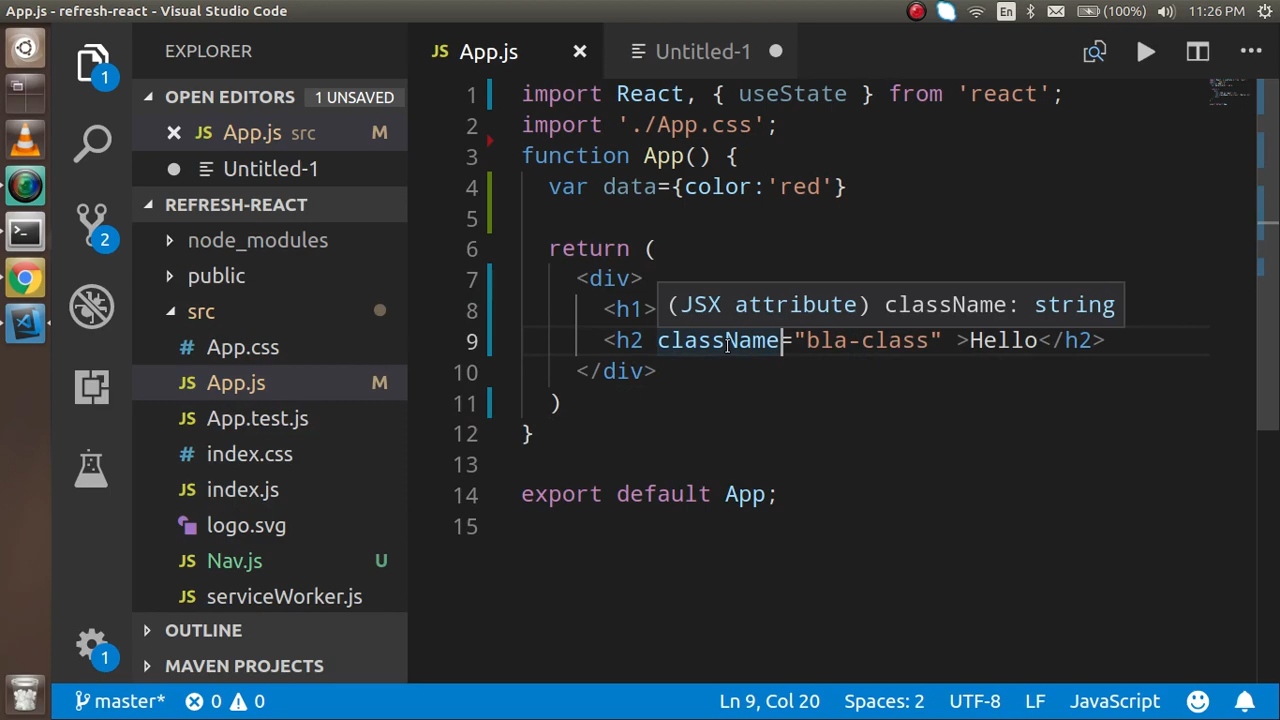 App.js - refresh-react - Visual Studio Code
En
(100%)
11:26 PM
1
2
1
EXPLORER
OPEN EDITORS 1 UNSAVED
JS App.js src M
Untitled-1
REFRESH-REACT
node_modules
public
src
# App.css
JS App.js M
JS App.test.js
# index.css
JS index.js
logo.svg
JS Nav.js U
JS serviceWorker.js
OUTLINE
MAVEN PROJECTS
JS App.js
Untitled-1
1 import React, { useState } from 'react';
2 import './App.css';
3 function App() {
4 var data={color:'red'}
5
6 return (
7 <div>
(JSX attribute) className: string
8 <h1>
9 <h2 className="bla-class" >Hello</h2>
10 </div>
11 )
12 }
13
14 export default App;
15
master* 0 0 Ln 9, Col 20 Spaces: 2 UTF-8 LF JavaScript